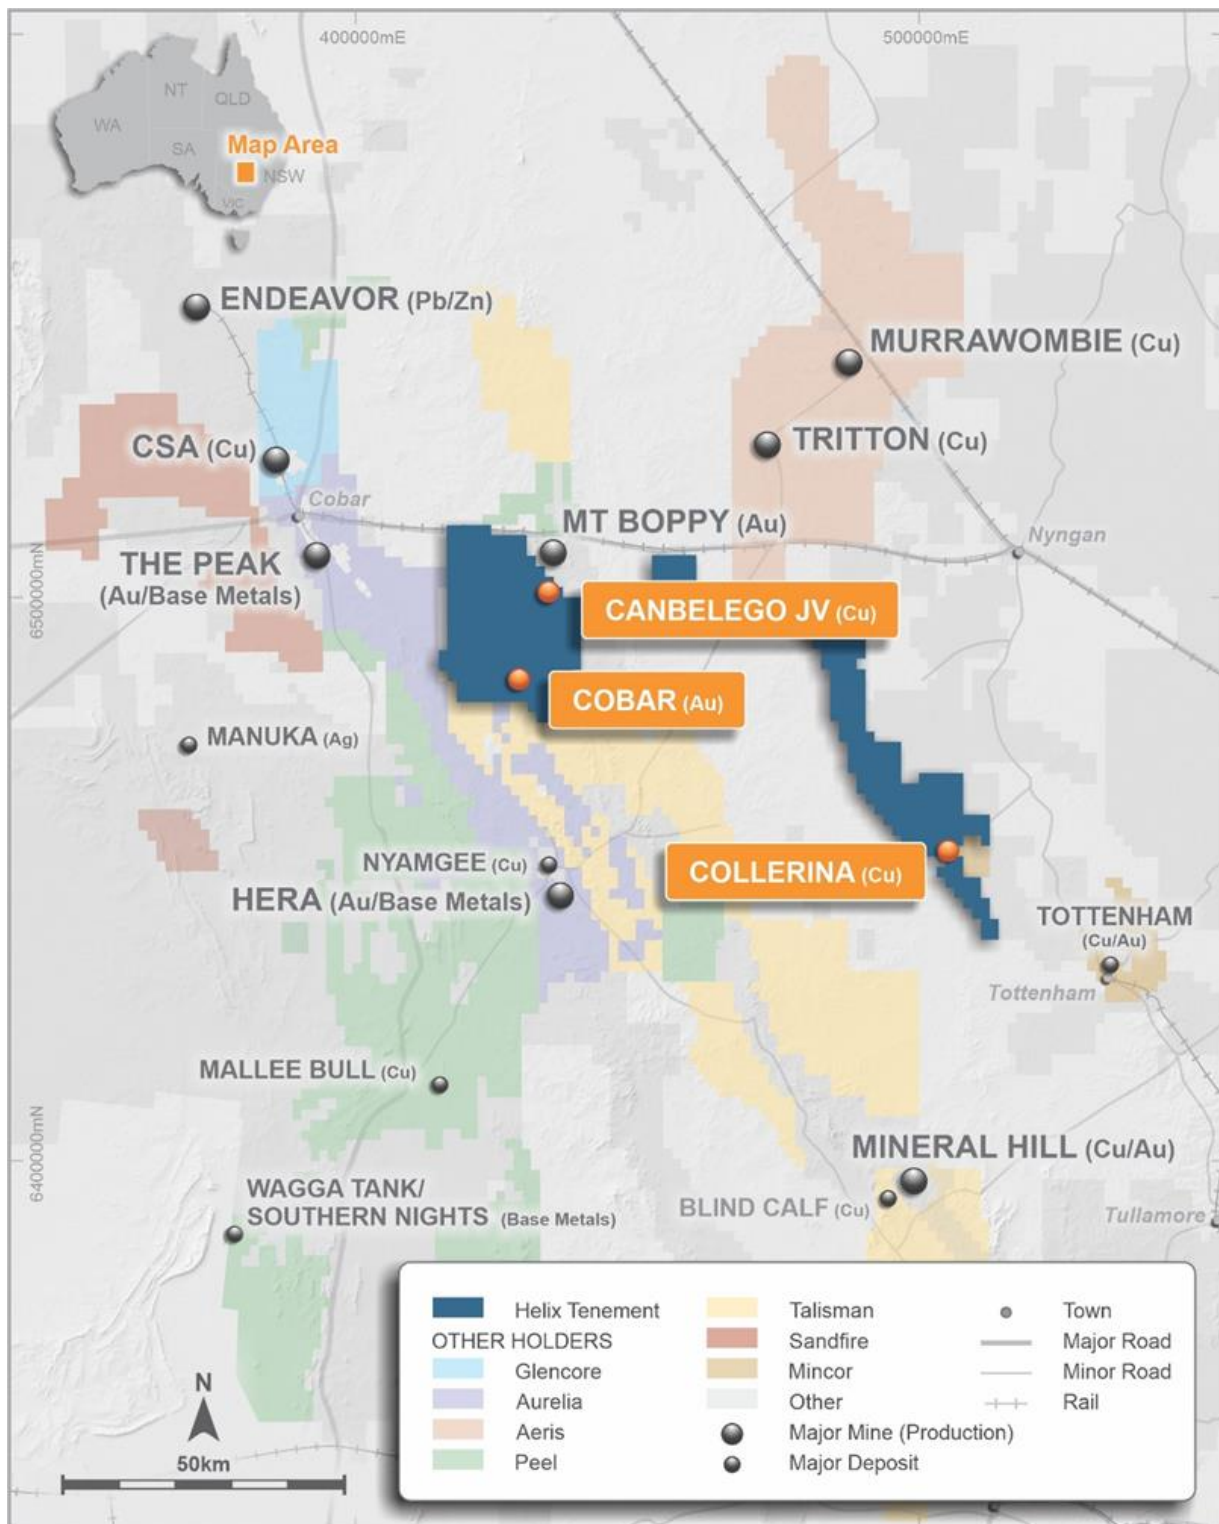 400000mE
500000mE
NT
QLD
WA
SA
Map Area
NSW
VIC
ENDEAVOR (Pb/Zn)
MURRAWOMBIE (Cu)
CSA (Cu)
TRITTON (Cu)
Cobar
MT BOPPY (Au)
Nyngan
THE PEAK
(Au/Base Metals)
6500000mN
CANBELEGO JV (Cu)
COBAR (Au)
MANUKA (Ag)
NYAMGEE (Cu)
COLLERINA (Cu)
HERA (Au/Base Metals)
TOTTENHAM
(Cu/Au)
Tottenham
MALLEE BULL (Cu)
6400000mN
MINERAL HILL (Cu/Au)
WAGGA TANK/
SOUTHERN NIGHTS (Base Metals)
BLIND CALF (Cu)
Tullamore
Helix Tenement
OTHER HOLDERS
Glencore
Aurelia
Aeris
Peel
Talisman
Sandfire
Mincor
Other
Major Mine (Production)
Major Deposit
Town
Major Road
Minor Road
Rail
N
50km